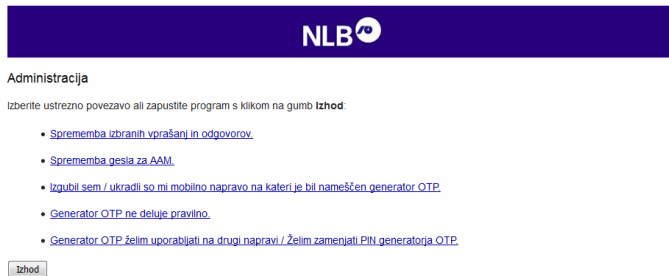 NLB
Administracija
Izberite ustrezno povezavo ali zapustite program s klikom na gumb Izhod:
• Sprememba izbranih vprašanj in odgovorov.
• Sprememba gesla za AAM.
• Izgubil sem / ukradli so mi mobilno napravo na kateri je bil nameščen generator OTP.
• Generator OTP ne deluje pravilno.
• Generator OTP želim uporabljati na drugi napravi / Želim zamenjati PIN generatorja OTP.
Izhod